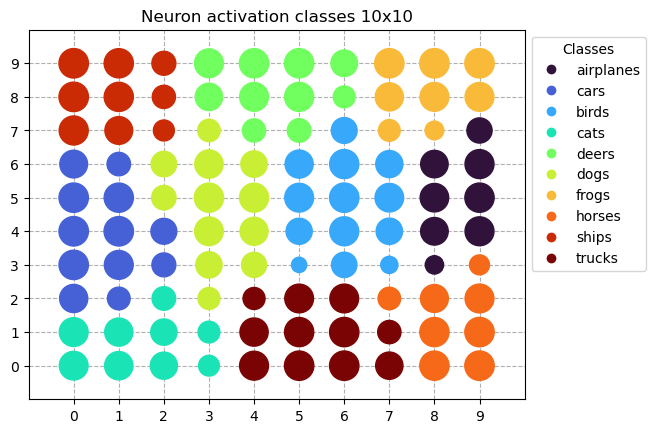 Neuron activation classes 10x10
9
8
7
6
5
4
3
2
1
0
0 1 2 3 4 5 6 7 8 9
Classes
airplanes
cars
birds
cats
deers
dogs
frogs
horses
ships
trucks